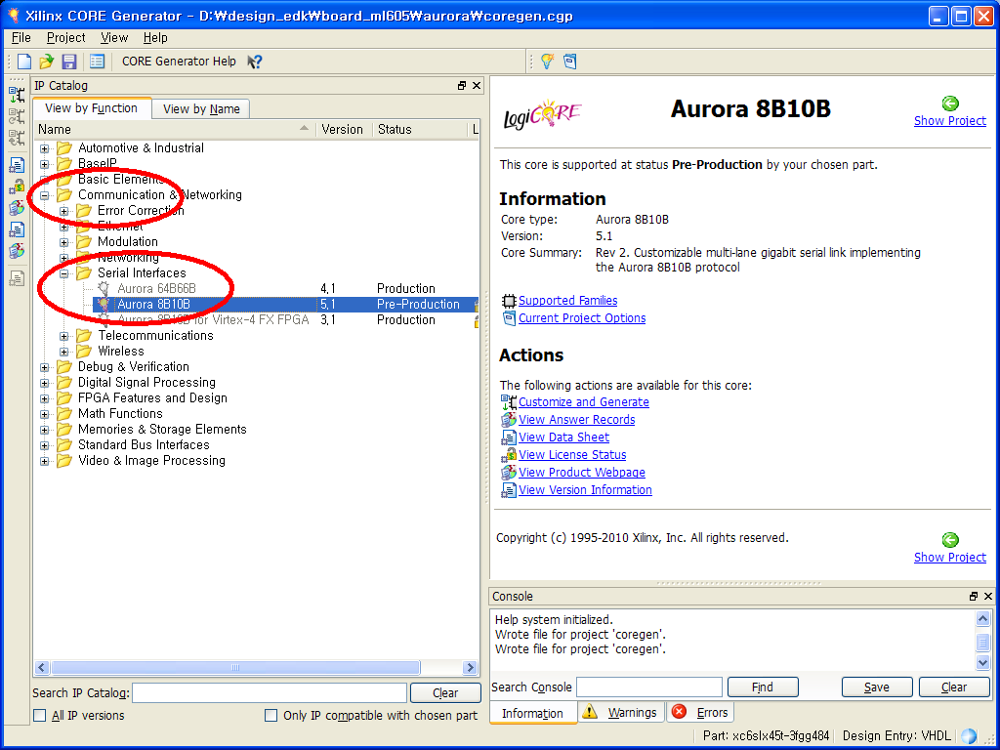 Xilinx CORE Generator - D:₩design_edk₩board_ml605₩aurora₩coregen.cgp
File Project View Help
CORE Generator Help
IP Catalog
View by Function View by Name
Name Version Status L
Automotive & Industrial
BaseIP
Basic Elements
Communication & Networking
Error Correction
Ethernet
Modulation
Networking
Serial Interfaces
Aurora 64B66B 4,1 Production
Aurora 8B10B 5,1 Pre-Production
Aurora 8B10B for Virtex-4 FX FPGA 3,1 Production
Telecommunications
Wireless
Debug & Verification
Digital Signal Processing
FPGA Features and Design
Math Functions
Memories & Storage Elements
Standard Bus Interfaces
Video & Image Processing
Search IP Catalog: Clear
All IP versions Only IP compatible with chosen part
LogiCORE
Aurora 8B10B
Show Project
This core is supported at status Pre-Production by your chosen part.
Information
Core type: Aurora 8B10B
Version: 5.1
Core Summary: Rev 2. Customizable multi-lane gigabit serial link implementing
the Aurora 8B10B protocol
Supported Families
Current Project Options
Actions
The following actions are available for this core:
Customize and Generate
View Answer Records
View Data Sheet
View License Status
View Product Webpage
View Version Information
Copyright (c) 1995-2010 Xilinx, Inc. All rights reserved.
Show Project
Console
Help system initialized.
Wrote file for project 'coregen'.
Wrote file for project 'coregen'.
Search Console Find Save Clear
Information Warnings Errors
Part: xc6slx45t-3fgg484 Design Entry: VHDL